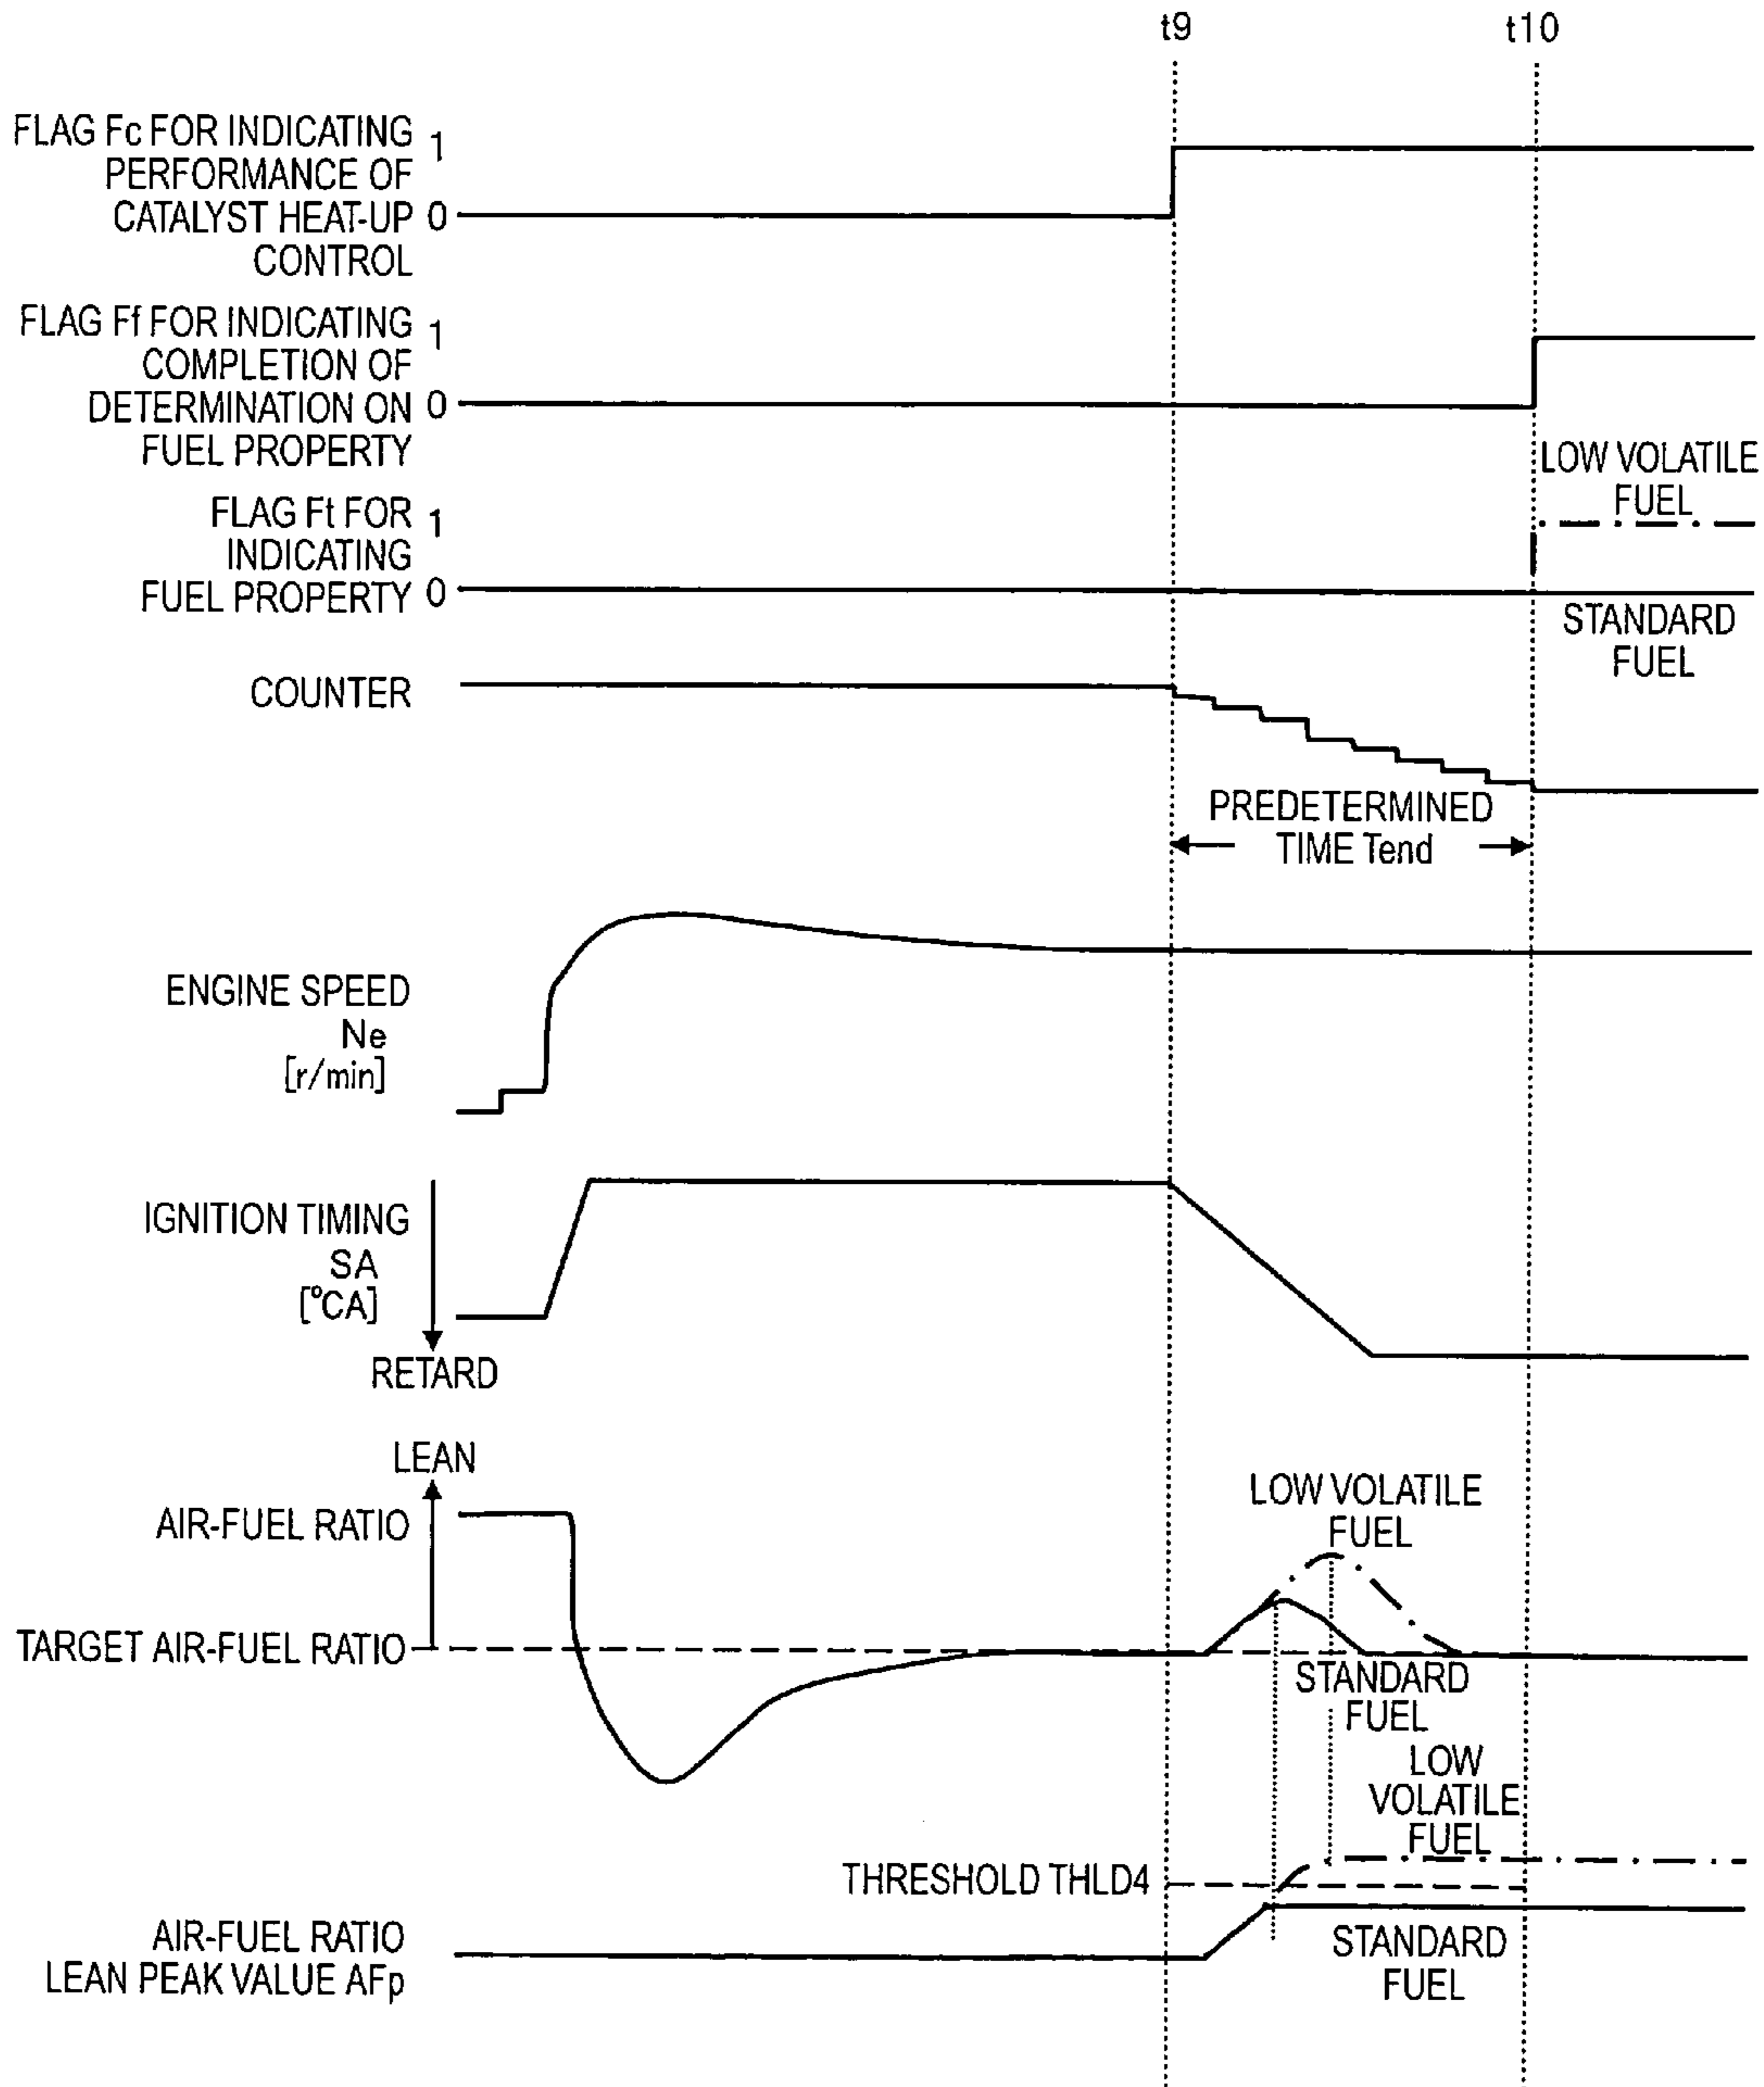 t9
t10
FLAG Fc FOR INDICATING
PERFORMANCE OF
CATALYST HEAT-UP
CONTROL
1
0
FLAG Ff FOR INDICATING
COMPLETION OF
DETERMINATION ON
FUEL PROPERTY
1
0
LOW VOLATILE
FUEL
FLAG Ft FOR
INDICATING
FUEL PROPERTY
1
0
STANDARD
FUEL
COUNTER
PREDETERMINED
TIME Tend
ENGINE SPEED
Ne
[r/min]
IGNITION TIMING
SA
[°CA]
RETARD
LEAN
AIR-FUEL RATIO
LOW VOLATILE
FUEL
TARGET AIR-FUEL RATIO
STANDARD
FUEL
LOW
VOLATILE
FUEL
THRESHOLD THLD4
AIR-FUEL RATIO
LEAN PEAK VALUE AFp
STANDARD
FUEL